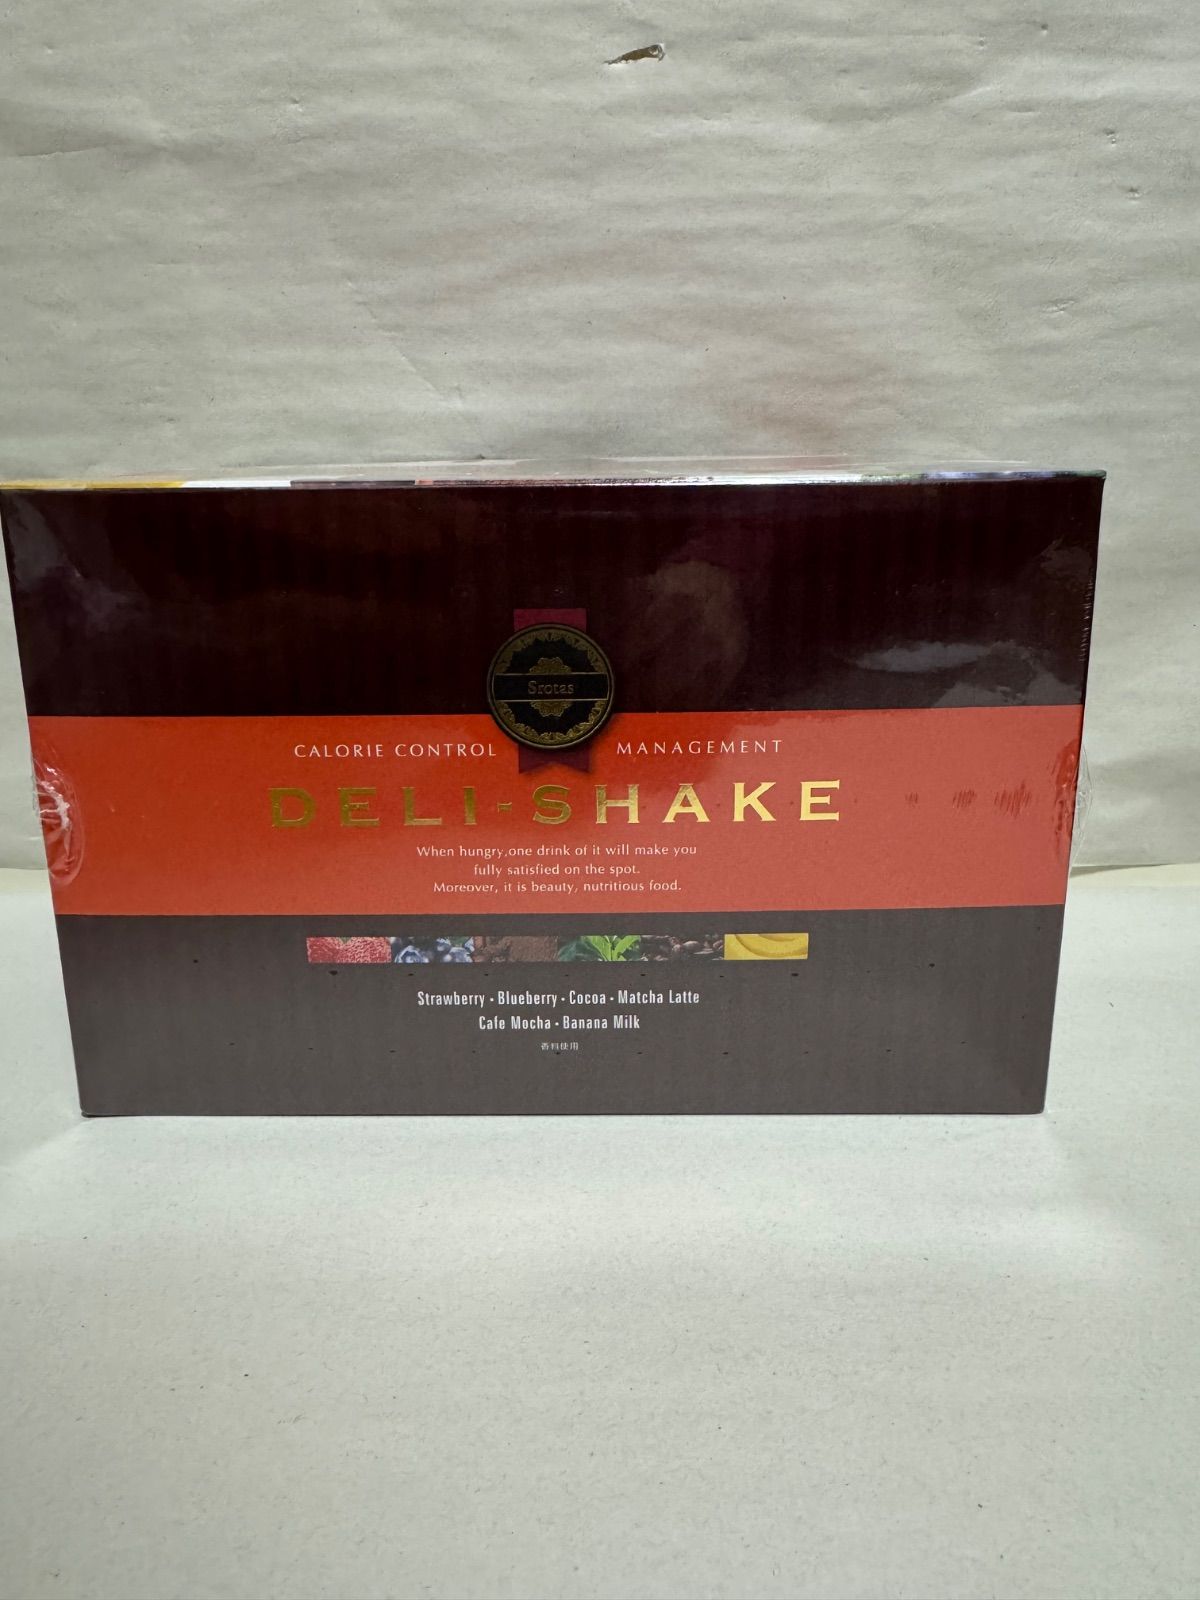 Srotas
CALORIE CONTROL MANAGEMENT
DELI-SHAKE
When hungry,one drink of it will make you
fully satisfied on the spot.
Moreover, it is beauty, nutritious food.
Strawberry・Blueberry・Cocoa・Matcha Latte
Cafe Mocha・Banana Milk
香料使用